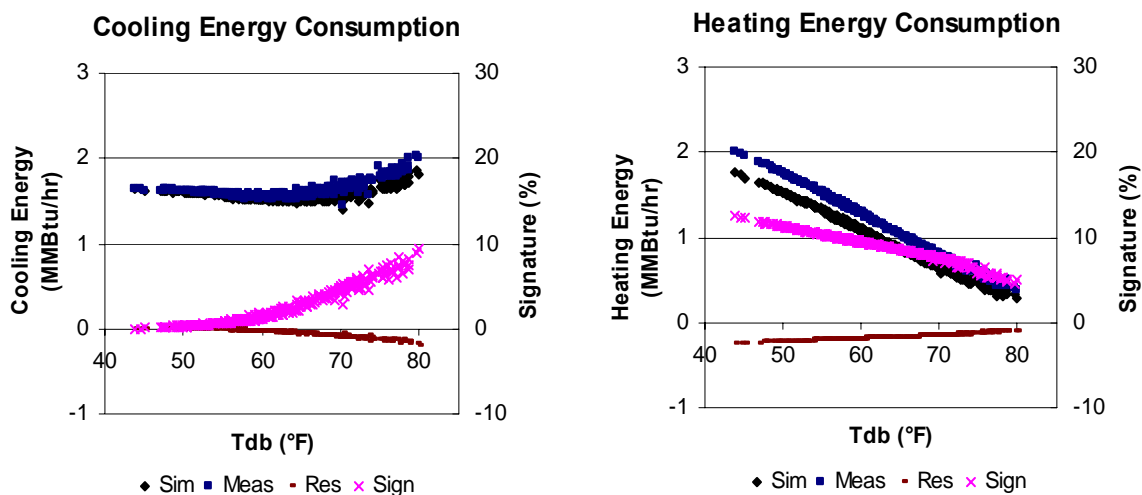 Cooling Energy Consumption
3
2
1
0
-1
30
20
10
0
-10
40
50
60
70
80
Cooling Energy
(MMBtu/hr)
Signature (%)
Tdb (°F)
Sim Meas Res Sign
Heating Energy Consumption
3
2
1
0
-1
30
20
10
0
-10
40
50
60
70
80
Heating Energy
(MMBtu/hr)
Signature (%)
Tdb (°F)
Sim Meas Res Sign